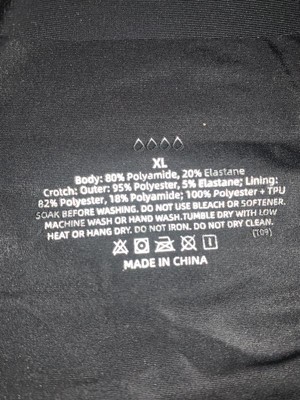 XL
Body: 80% Polyamide, 20% Elastane
Crotch: Outer: 95% Polyester, 5% Elastane; Lining:
82% Polyester, 18% Polyamide; 100% Polyester + TPU
SOAK BEFORE WASHING. DO NOT USE BLEACH OR SOFTENER.
MACHINE WASH OR HAND WASH.TUMBLE DRY WITH LOW
HEAT OR HANG DRY. DO NOT IRON. DO NOT DRY CLEAN.
(T09)
MADE IN CHINA